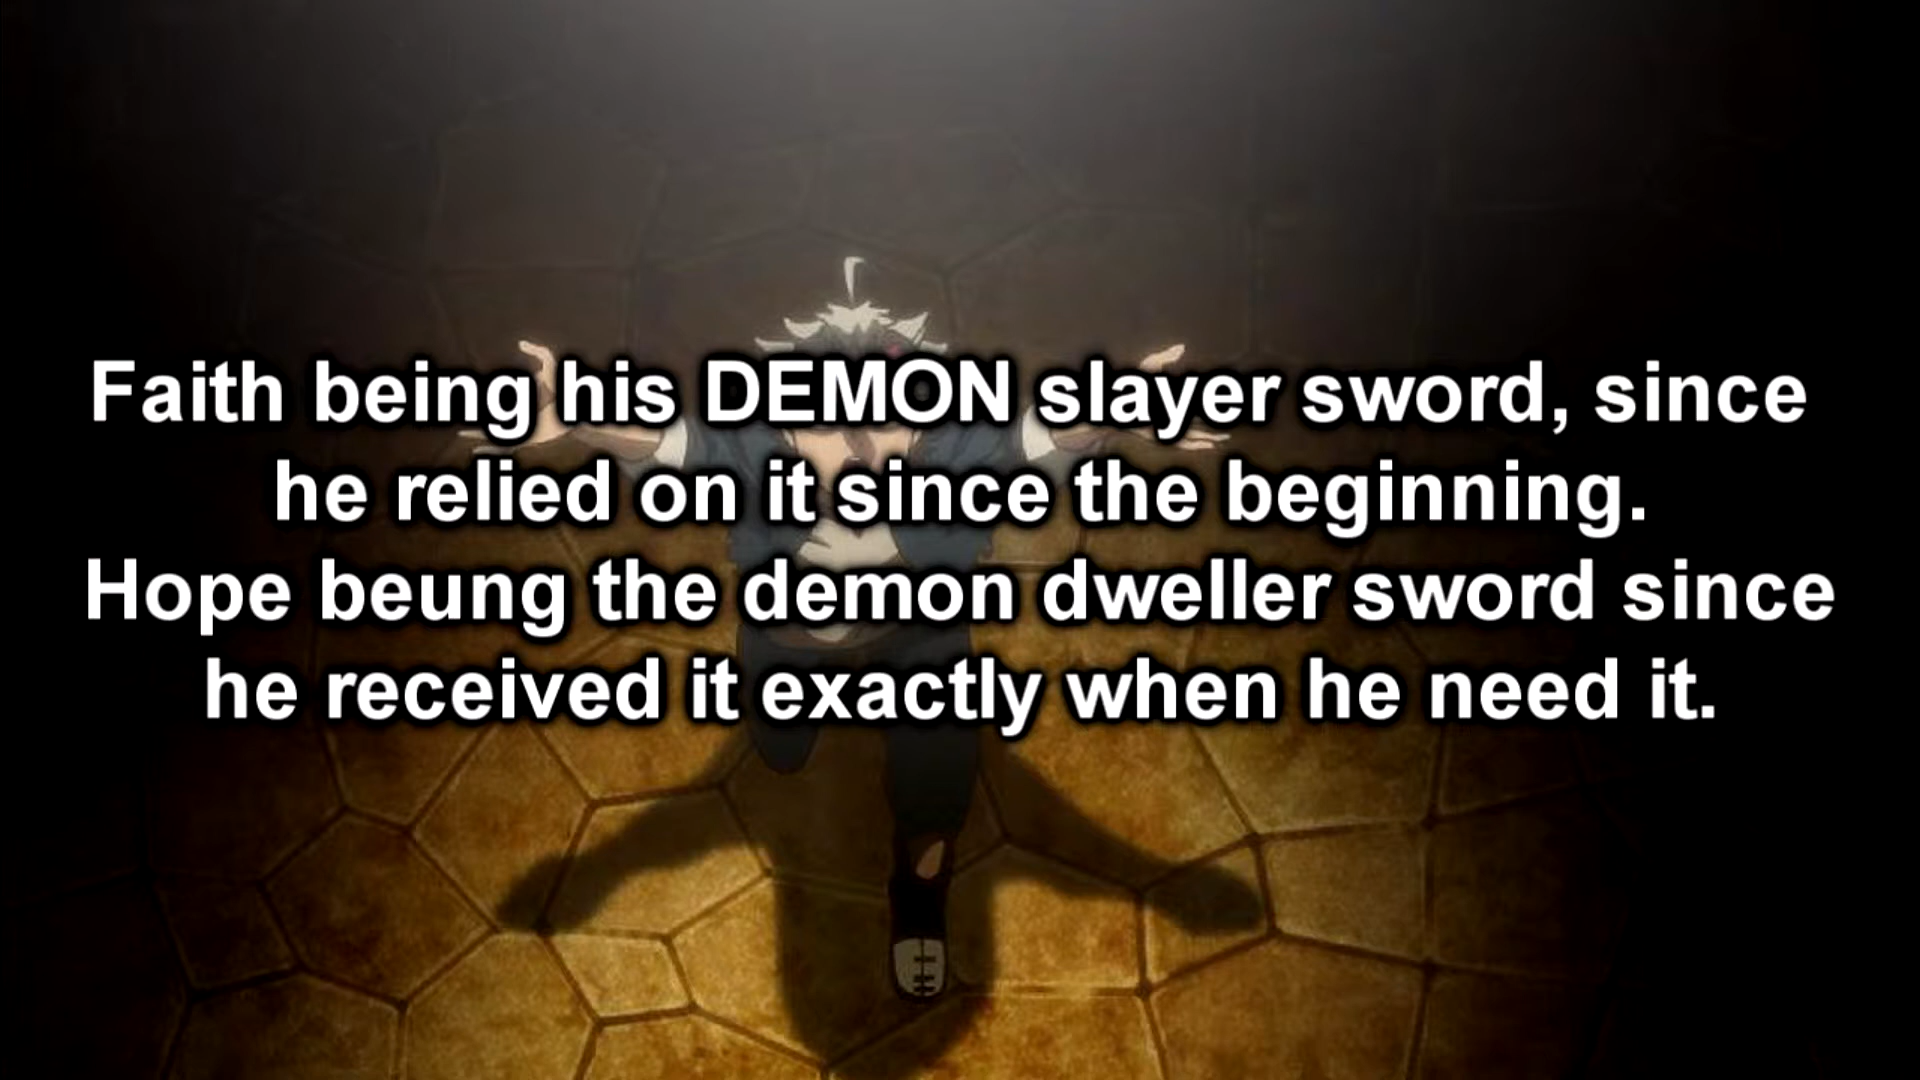 Faith being his DEMON slayer sword, since
he relied on it since the beginning.
Hope beung the demon dweller sword since
he received it exactly when he need it.